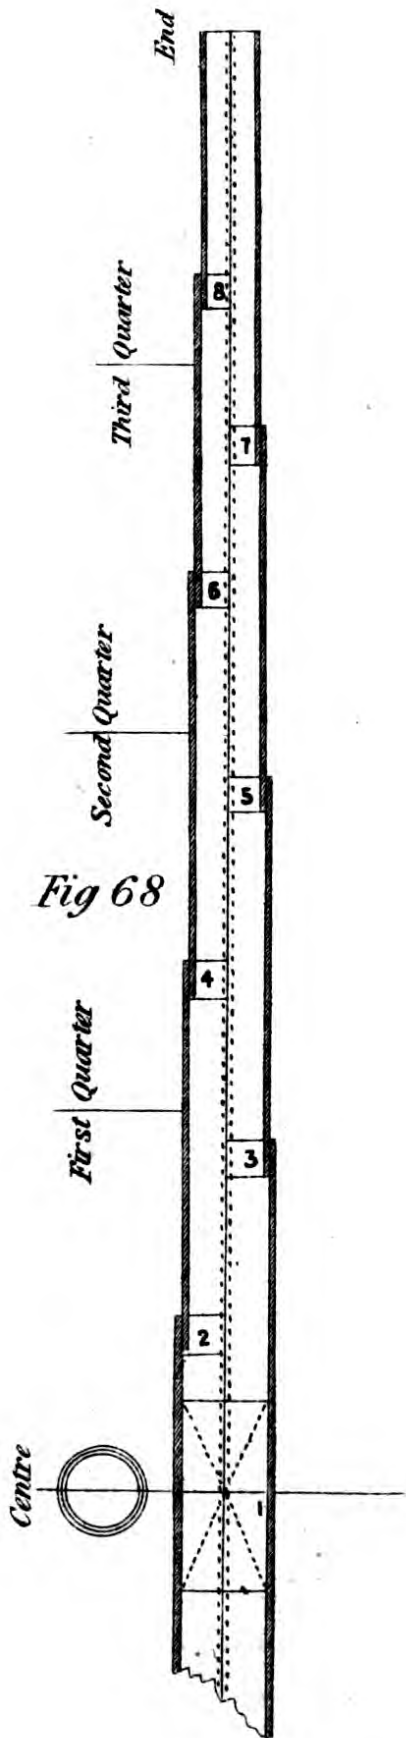 End
8
Third Quarter
7
6
Second Quarter
5
Fig 68
4
First Quarter
3
2
Centre
1